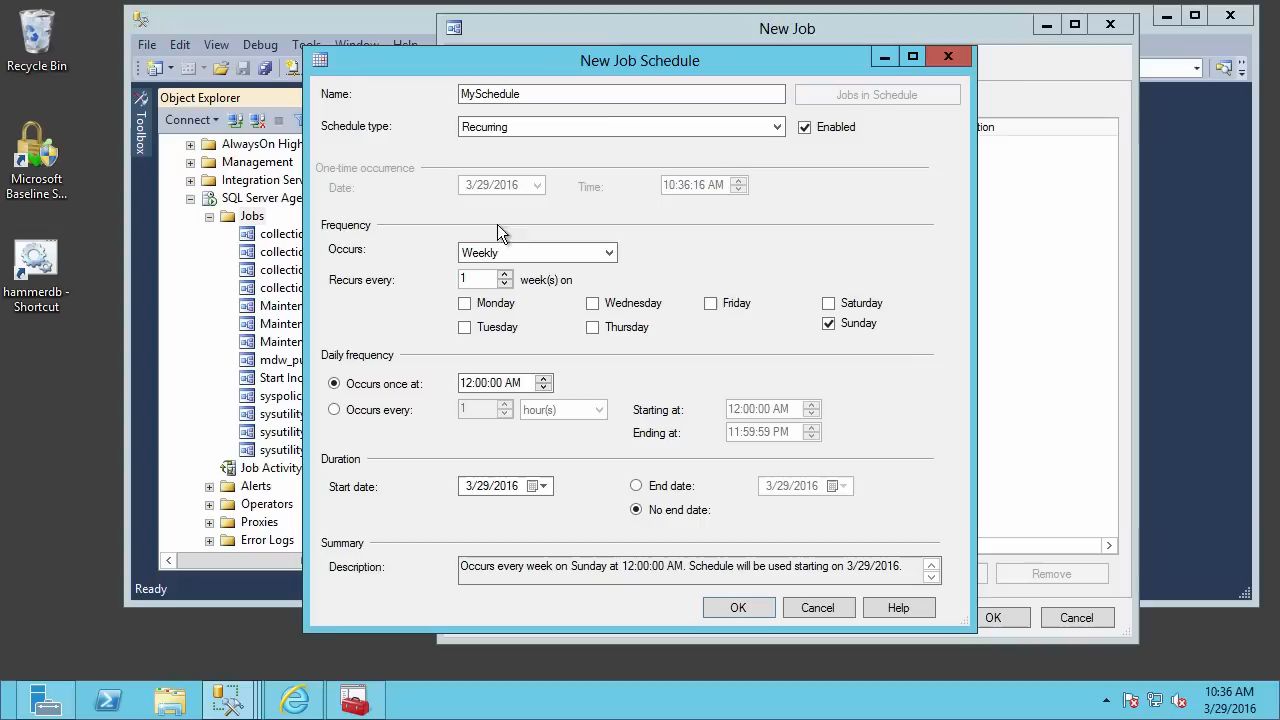 Recycle Bin
Microsoft
Baseline S...
hammerdb -
Shortcut
File Edit View Debug Tools Window Help
Object Explorer
Connect
Toolbox
AlwaysOn High
Management
Integration Serv
SQL Server Age
Jobs
collectio
collectio
collectio
collectio
Mainten
Mainten
Mainten
mdw_pu
Start Inc
syspolic
sysutility
sysutility
sysutility
Job Activity
Alerts
Operators
Proxies
Error Logs
Ready
New Job
tion
Remove
OK Cancel
New Job Schedule
Name: MySchedule Jobs in Schedule
Schedule type: Recurring Enabled
One-time occurrence
Date: 3/29/2016 Time: 10:36:16 AM
Frequency
Occurs: Weekly
Recurs every: 1 week(s) on
Monday Wednesday Friday Saturday
Tuesday Thursday Sunday
Daily frequency
Occurs once at: 12:00:00 AM
Occurs every: 1 hour(s) Starting at: 12:00:00 AM
Ending at: 11:59:59 PM
Duration
Start date: 3/29/2016 End date: 3/29/2016
No end date:
Summary
Description: Occurs every week on Sunday at 12:00:00 AM. Schedule will be used starting on 3/29/2016.
OK Cancel Help
10:36 AM
3/29/2016